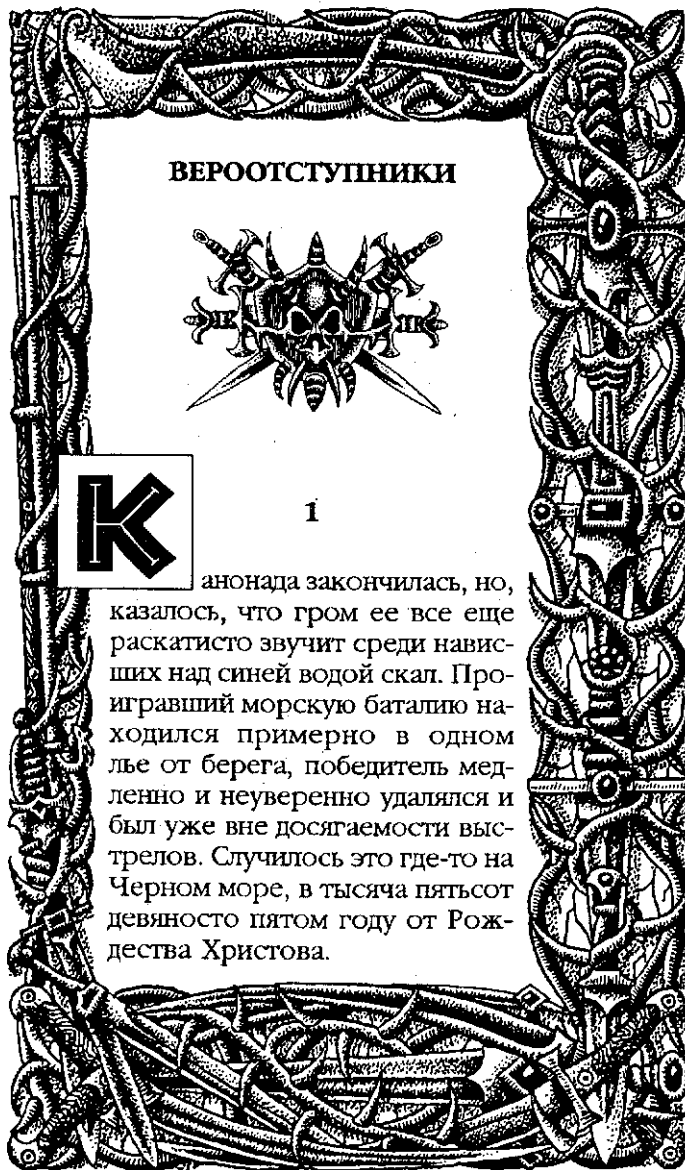 ВЕРООТСТУПНИКИ
1
Канонада закончилась, но,
казалось, что гром ее все еще
раскатисто звучит среди навис-
ших над синей водой скал. Про-
игравший морскую баталию на-
ходился примерно в одном
лье от берега, победитель мед-
ленно и неуверенно удалялся и
был уже вне досягаемости выс-
трелов. Случилось это где-то на
Черном море, в тысяча пятьсот
девяносто пятом году от Рож-
дества Христова.